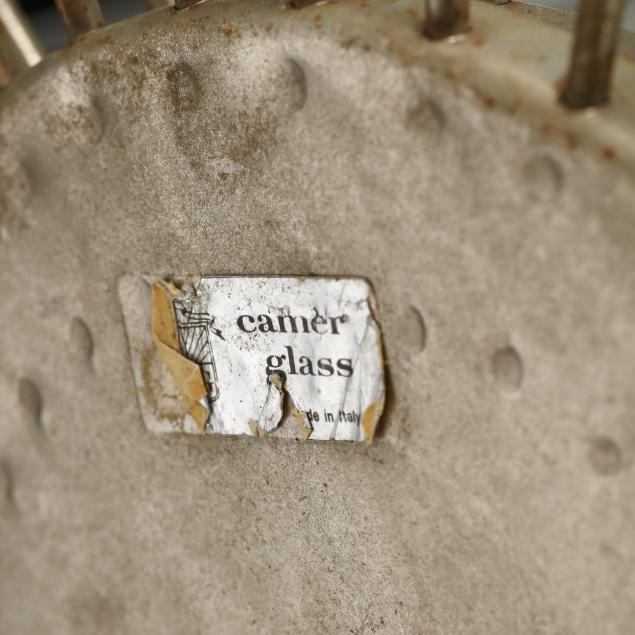 camer
glass
de in Italy